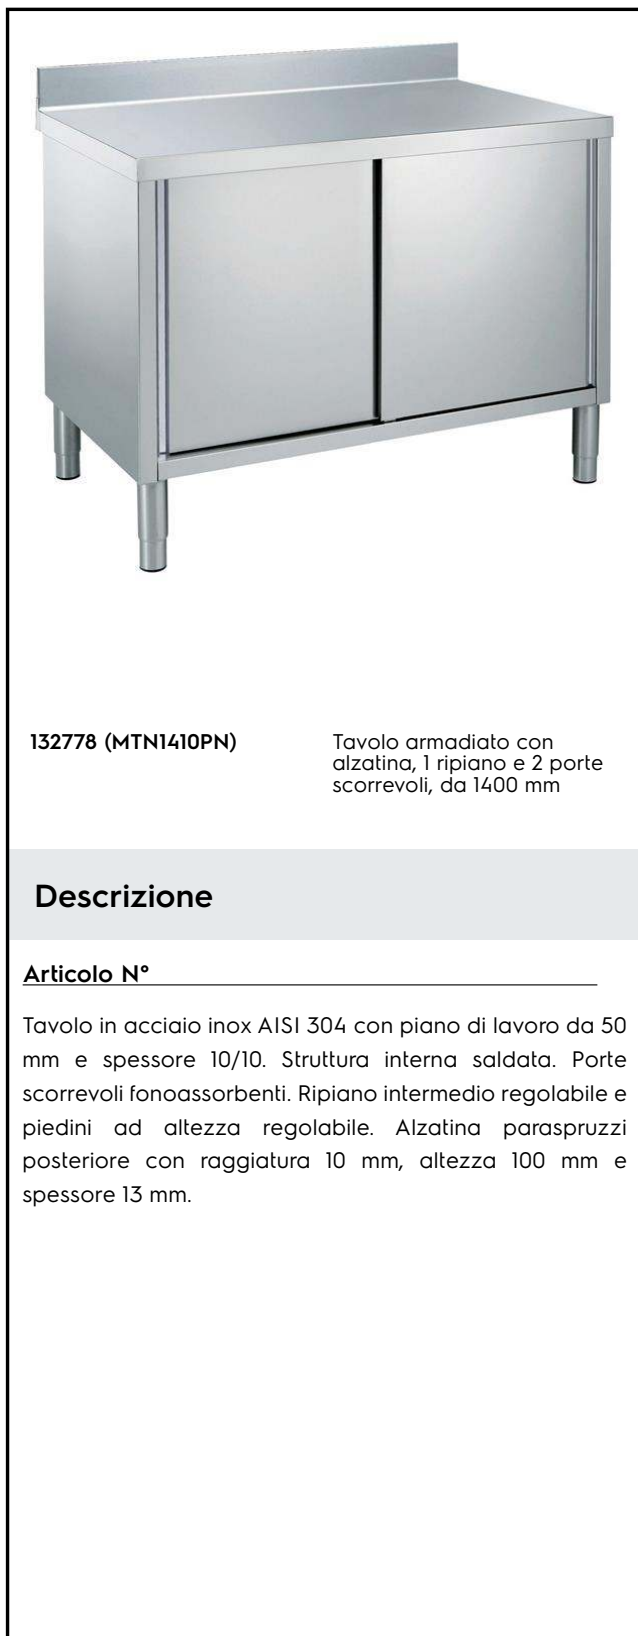 132778 (MTN1410PN)
Tavolo armadiato con
alzatina, 1 ripiano e 2 porte
scorrevoli, da 1400 mm
Descrizione
Articolo N°
Tavolo in acciaio inox AISI 304 con piano di lavoro da 50
mm e spessore 10/10. Struttura interna saldata. Porte
scorrevoli fonoassorbenti. Ripiano intermedio regolabile e
piedini ad altezza regolabile. Alzatina paraspruzzi
posteriore con raggiatura 10 mm, altezza 100 mm e
spessore 13 mm.